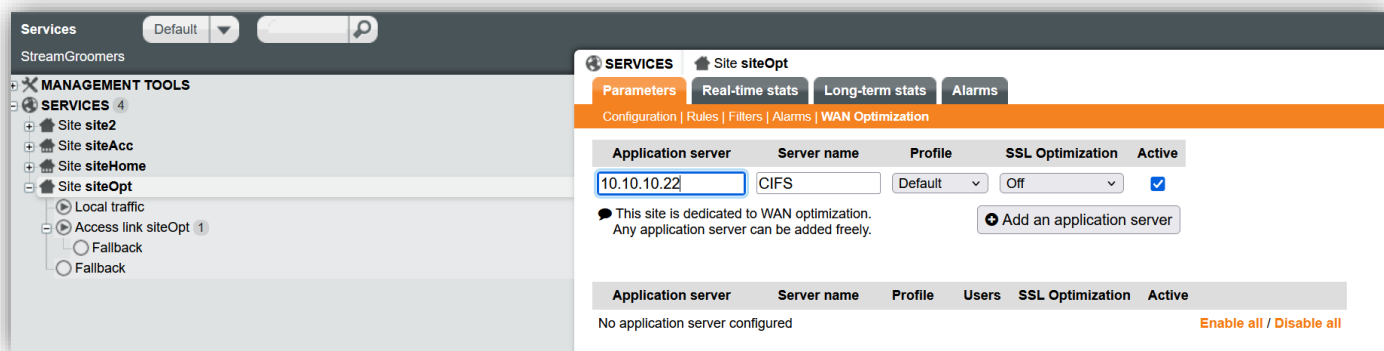 Services Default
StreamGroomers
MANAGEMENT TOOLS
SERVICES 4
Site site2
Site siteAcc
Site siteHome
Site siteOpt
Local traffic
Access link siteOpt 1
Fallback
Fallback
SERVICES Site siteOpt
Parameters Real-time stats Long-term stats Alarms
Configuration | Rules | Filters | Alarms | WAN Optimization
Application server Server name Profile SSL Optimization Active
10.10.10.22 CIFS Default Off
This site is dedicated to WAN optimization.
Any application server can be added freely.
Add an application server
Application server Server name Profile Users SSL Optimization Active
No application server configured Enable all / Disable all